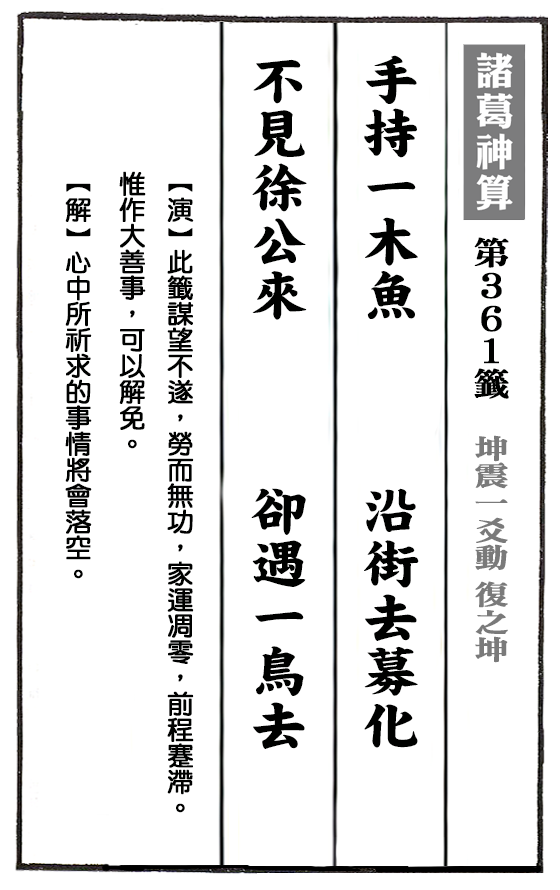 諸葛神算 第361籤 坤震一爻動 復之坤
手持一木魚 沿街去募化
不見徐公來 卻遇一鳥去
【演】此籤謀望不遂，勞而無功，家運凋零，前程蹇滯。
惟作大善事，可以解免。
【解】心中所祈求的事情將會落空。